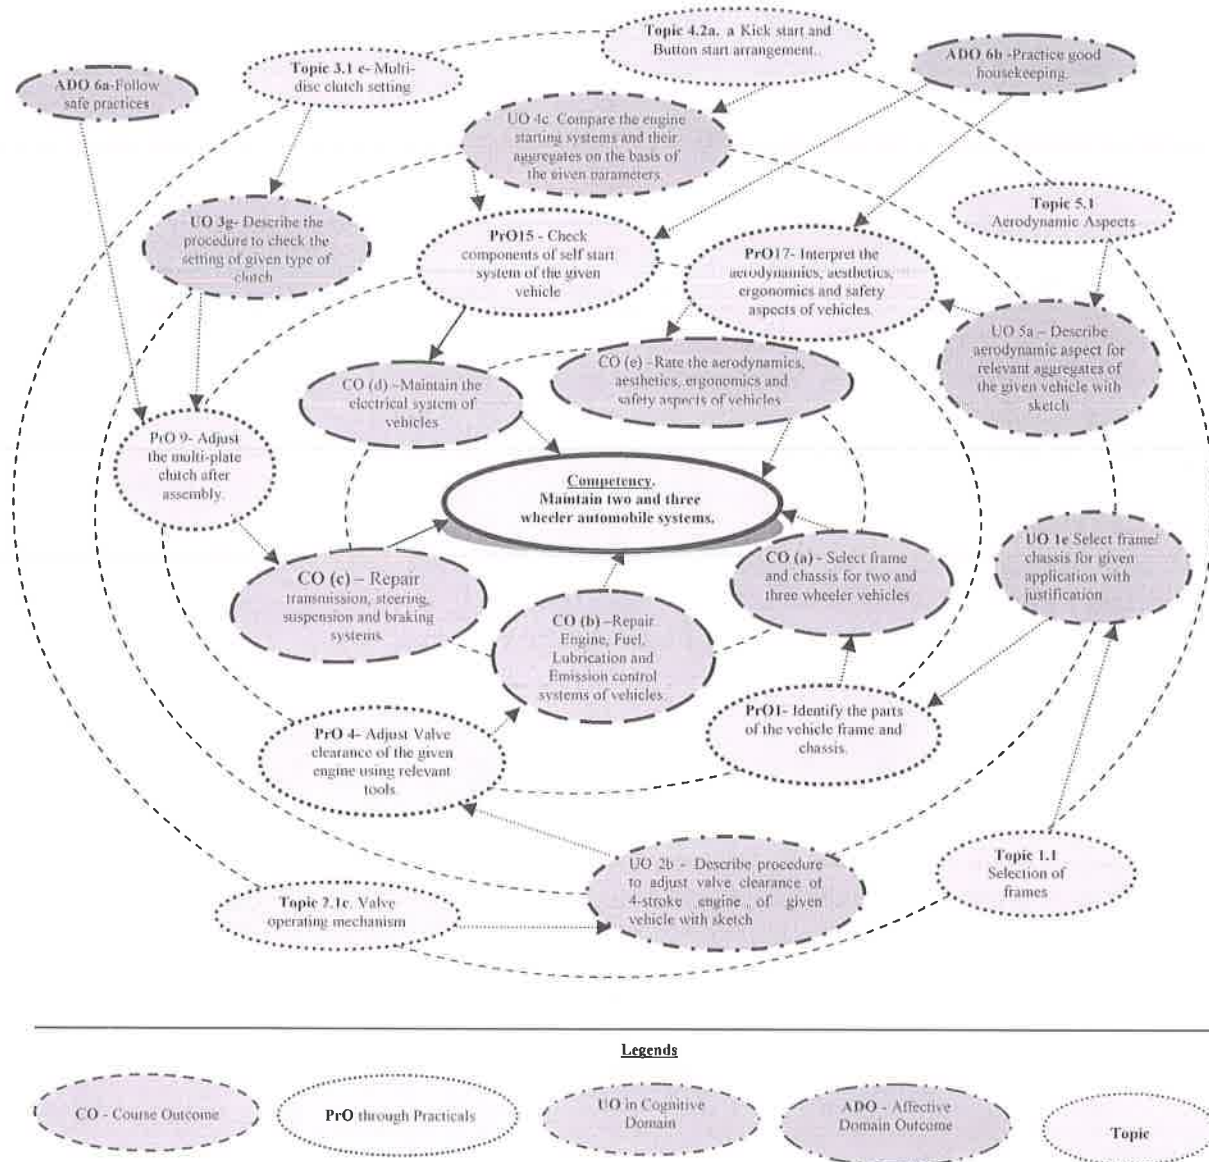 Topic 4.2a. a Kick start and
Button start arrangement..
Topic 3.1 e- Multi-
disc clutch setting
ADO 6b -Practice good
housekeeping.
ADO 6a-Follow
safe practices
UO 4c. Compare the engine
starting systems and their
aggregates on the basis of
the given parameters
Topic 5.1
Aerodynamic Aspects
UO 3g- Describe the
procedure to check the
setting of given type of
clutch
PrO15 - Check
components of self start
system of the given
vehicle
PrO17- Interpret the
aerodynamics, aesthetics,
ergonomics and safety
aspects of vehicles.
UO 5a – Describe
aerodynamic aspect for
relevant aggregates of
the given vehicle with
sketch
CO (d) –Maintain the
electrical system of
vehicles
CO (e) -Rate the aerodynamics,
aesthetics, ergonomics and
safety aspects of vehicles
PrO 9- Adjust
the multi-plate
clutch after
assembly.
Competency.
Maintain two and three
wheeler automobile systems.
CO (c) – Repair
transmission, steering,
suspension and braking
systems.
CO (b) –Repair
Engine, Fuel,
Lubrication and
Emission control
systems of vehicles.
CO (a) - Select frame
and chassis for two and
three wheeler vehicles
UO 1e Select frame/
chassis for given
application with
justification
PrO 4- Adjust Valve
clearance of the given
engine using relevant
tools.
PrO1- Identify the parts
of the vehicle frame and
chassis.
UO 2b - Describe procedure
to adjust valve clearance of
4-stroke engine of given
vehicle with sketch
Topic 1.1
Selection of
frames
Topic 2.1c. Valve
operating mechanism
Legends
CO - Course Outcome
PrO through Practicals
UO in Cognitive
Domain
ADO - Affective
Domain Outcome
Topic